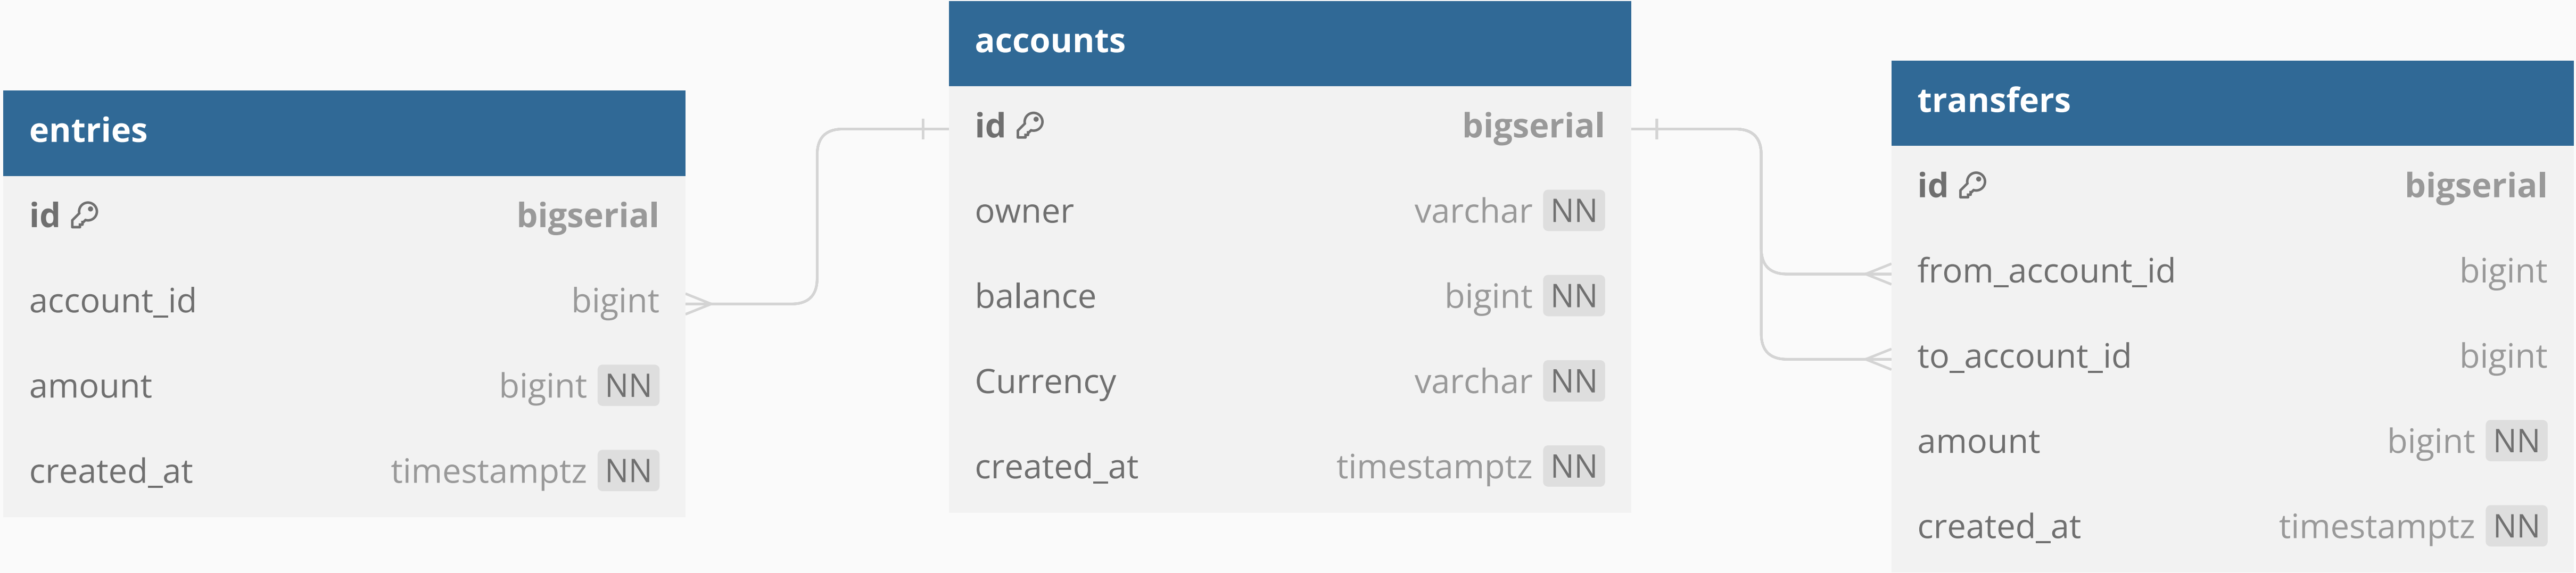 entries
id bigserial
account_id bigint
amount bigint NN
created_at timestamptz NN
accounts
id bigserial
owner varchar NN
balance bigint NN
Currency varchar NN
created_at timestamptz NN
transfers
id bigserial
from_account_id bigint
to_account_id bigint
amount bigint NN
created_at timestamptz NN